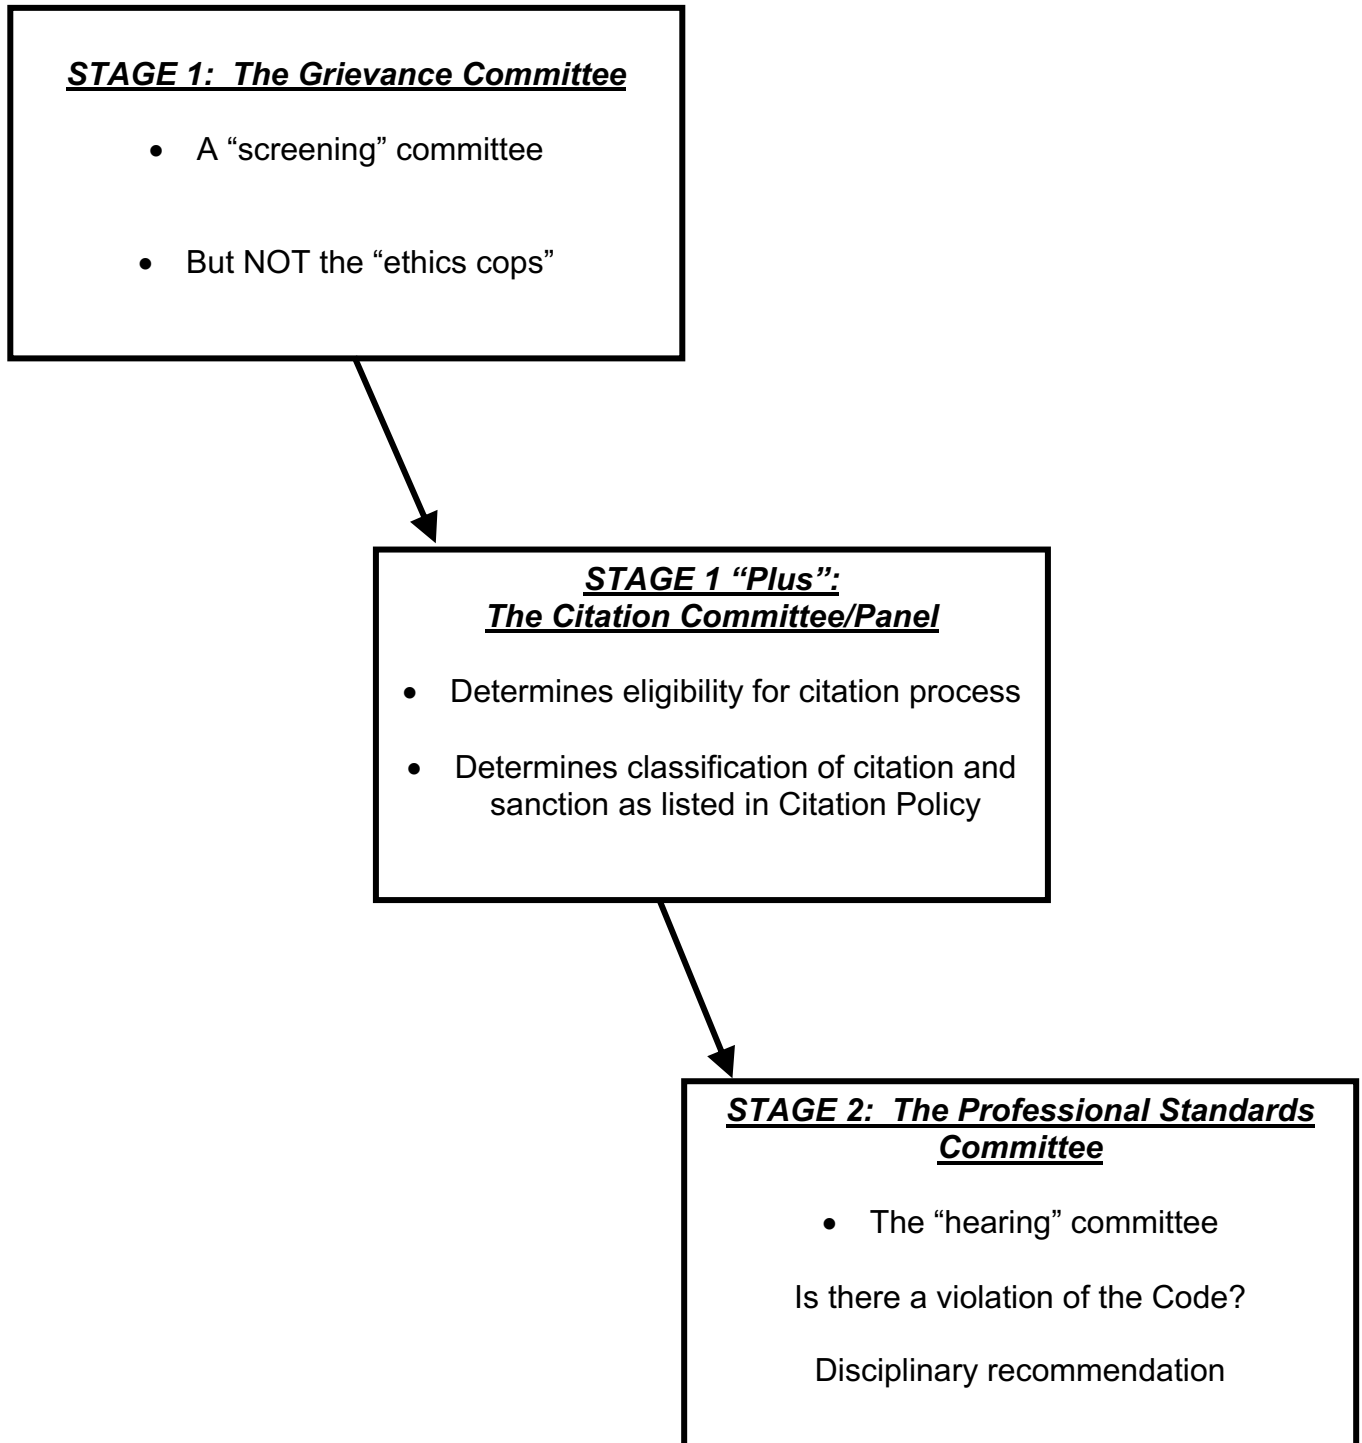 STAGE 1:  The Grievance Committee
• A “screening” committee
• But NOT the “ethics cops”
STAGE 1 “Plus”:
The Citation Committee/Panel
• Determines eligibility for citation process
• Determines classification of citation and
sanction as listed in Citation Policy
STAGE 2:  The Professional Standards
Committee
• The “hearing” committee
Is there a violation of the Code?
Disciplinary recommendation